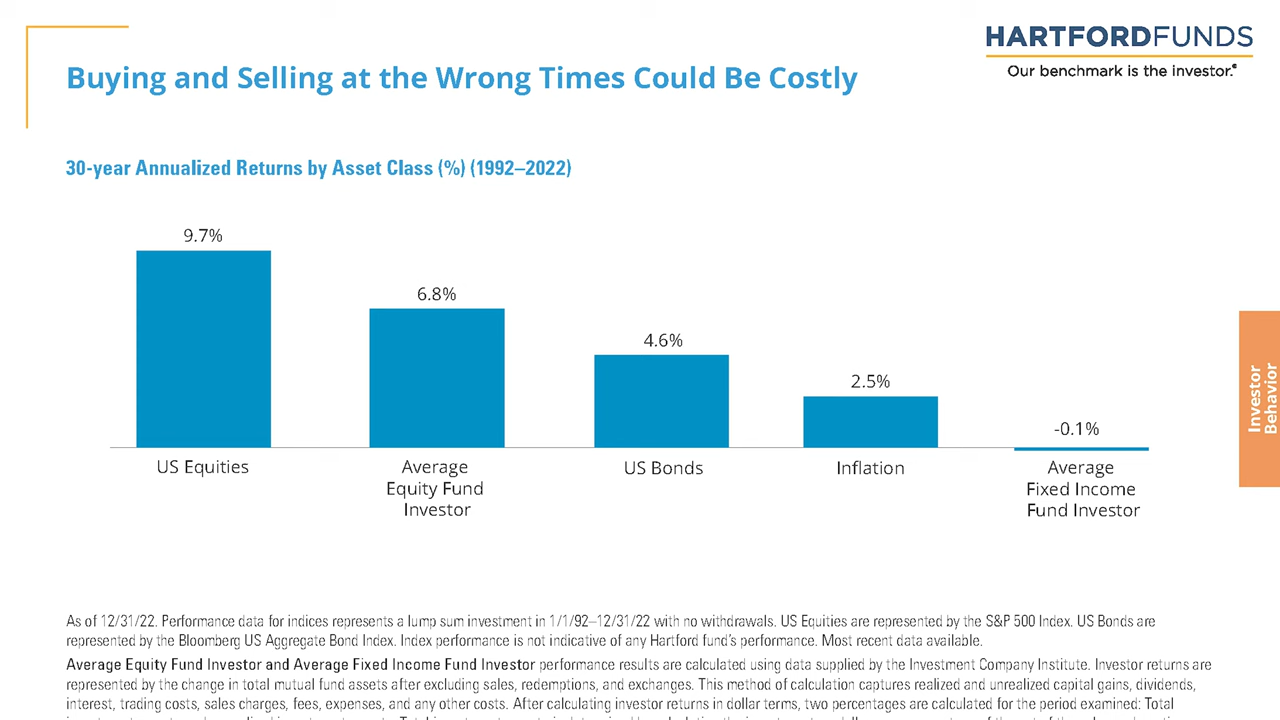 HARTFORDFUNDS
Our benchmark is the investor.®
Buying and Selling at the Wrong Times Could Be Costly
30-year Annualized Returns by Asset Class (%) (1992–2022)
9.7%
6.8%
4.6%
2.5%
-0.1%
US Equities
Average
Equity Fund
Investor
US Bonds
Inflation
Average
Fixed Income
Fund Investor
Investor
Behavior
As of 12/31/22. Performance data for indices represents a lump sum investment in 1/1/92–12/31/22 with no withdrawals. US Equities are represented by the S&P 500 Index. US Bonds are
represented by the Bloomberg US Aggregate Bond Index. Index performance is not indicative of any Hartford fund's performance. Most recent data available.
Average Equity Fund Investor and Average Fixed Income Fund Investor performance results are calculated using data supplied by the Investment Company Institute. Investor returns are
represented by the change in total mutual fund assets after excluding sales, redemptions, and exchanges. This method of calculation captures realized and unrealized capital gains, dividends,
interest, trading costs, sales charges, fees, expenses, and any other costs. After calculating investor returns in dollar terms, two percentages are calculated for the period examined: Total